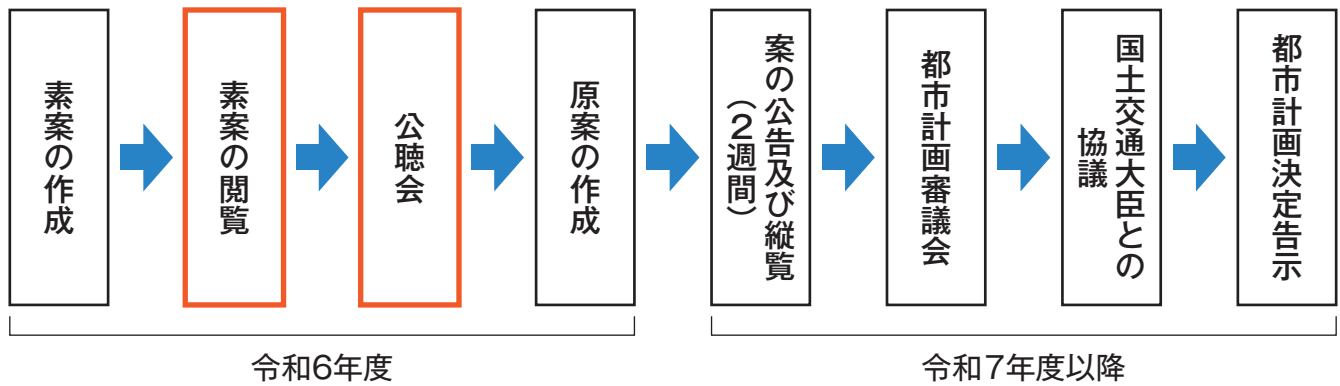 素案の作成
素案の閲覧
公聴会
原案の作成
案の公告及び縦覧
（２週間）
都市計画審議会
国土交通大臣との
協議
都市計画決定告示
令和6年度
令和7年度以降